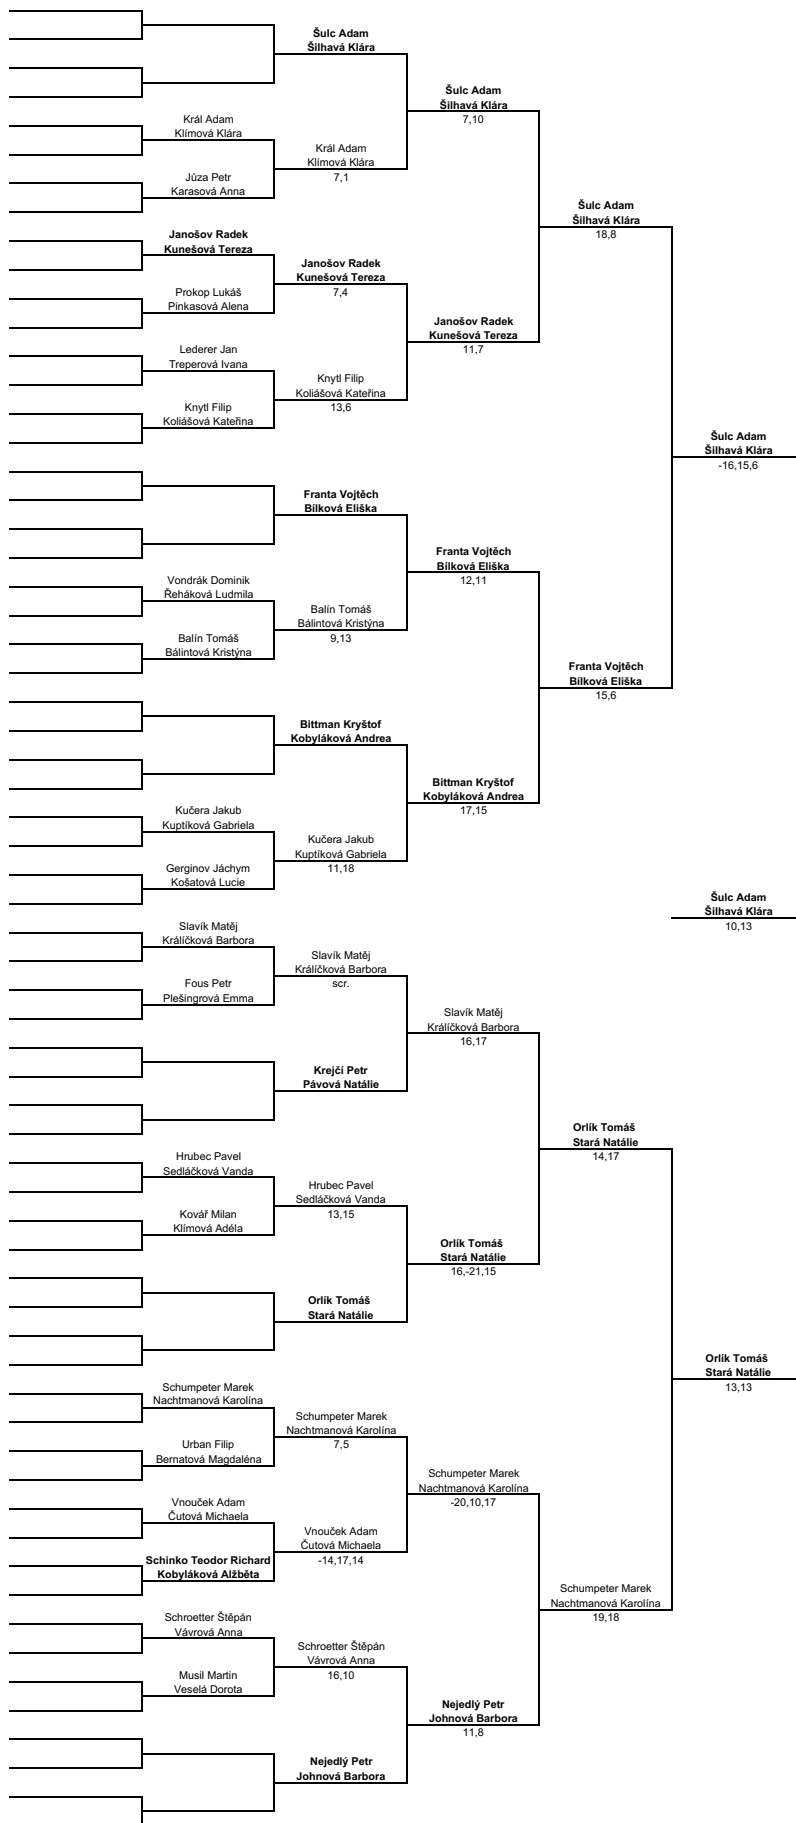 Šulc Adam
Šilhavá Klára
Šulc Adam
Šilhavá Klára
7,10
Král Adam
Klímová Klára
Král Adam
Klímová Klára
7,1
Jůza Petr
Karasová Anna
Šulc Adam
Šilhavá Klára
18,8
Janošov Radek
Kunešová Tereza
Janošov Radek
Kunešová Tereza
7,4
Prokop Lukáš
Pinkasová Alena
Janošov Radek
Kunešová Tereza
11,7
Lederer Jan
Treperová Ivana
Knytl Filip
Koliášová Kateřina
13,6
Knytl Filip
Koliášová Kateřina
Šulc Adam
Šilhavá Klára
-16,15,6
Franta Vojtěch
Bílková Eliška
Franta Vojtěch
Bílková Eliška
12,11
Vondrák Dominik
Řeháková Ludmila
Balín Tomáš
Bálintová Kristýna
9,13
Balín Tomáš
Bálintová Kristýna
Franta Vojtěch
Bílková Eliška
15,6
Bittman Kryštof
Kobyláková Andrea
Bittman Kryštof
Kobyláková Andrea
17,15
Kučera Jakub
Kuptíková Gabriela
Kučera Jakub
Kuptíková Gabriela
11,18
Gerginov Jáchym
Košatová Lucie
Šulc Adam
Šilhavá Klára
10,13
Slavík Matěj
Králíčková Barbora
Slavík Matěj
Králíčková Barbora
scr.
Fous Petr
Plešingrová Emma
Slavík Matěj
Králíčková Barbora
16,17
Krejčí Petr
Pávová Natálie
Orlík Tomáš
Stará Natálie
14,17
Hrubec Pavel
Sedláčková Vanda
Hrubec Pavel
Sedláčková Vanda
13,15
Kovář Milan
Klímová Adéla
Orlík Tomáš
Stará Natálie
16,-21,15
Orlík Tomáš
Stará Natálie
Orlík Tomáš
Stará Natálie
13,13
Schumpeter Marek
Nachtmanová Karolína
Schumpeter Marek
Nachtmanová Karolína
7,5
Urban Filip
Bernatová Magdaléna
Schumpeter Marek
Nachtmanová Karolína
-20,10,17
Vnouček Adam
Čutová Michaela
Vnouček Adam
Čutová Michaela
-14,17,14
Schinko Teodor Richard
Kobyláková Alžběta
Schumpeter Marek
Nachtmanová Karolína
19,18
Schroetter Štěpán
Vávrová Anna
Schroetter Štěpán
Vávrová Anna
16,10
Musil Martin
Veselá Dorota
Nejedlý Petr
Johnová Barbora
11,8
Nejedlý Petr
Johnová Barbora